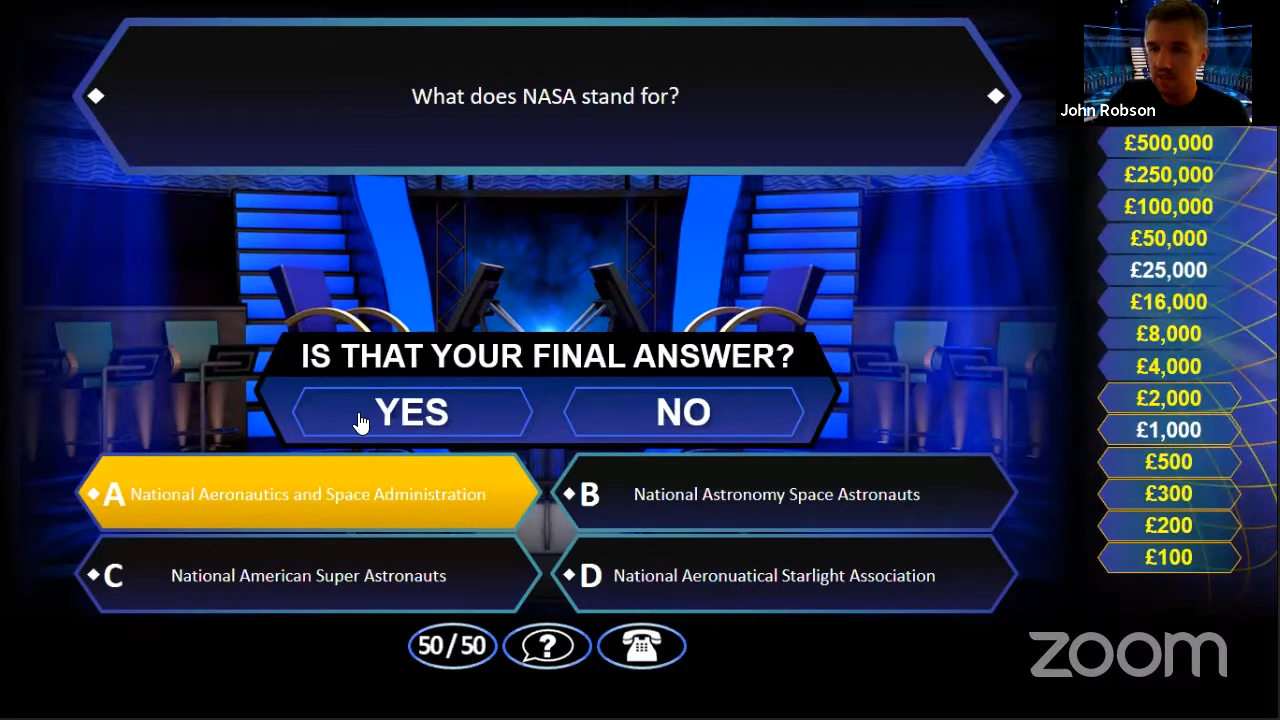 What does NASA stand for?
John Robson
£500,000
£250,000
£100,000
£50,000
£25,000
£16,000
£8,000
£4,000
£2,000
£1,000
£500
£300
£200
£100
IS THAT YOUR FINAL ANSWER?
YES NO
A National Aeronautics and Space Administration
B National Astronomy Space Astronauts
C National American Super Astronauts
D National Aeronuatical Starlight Association
50/50 ?
zoom